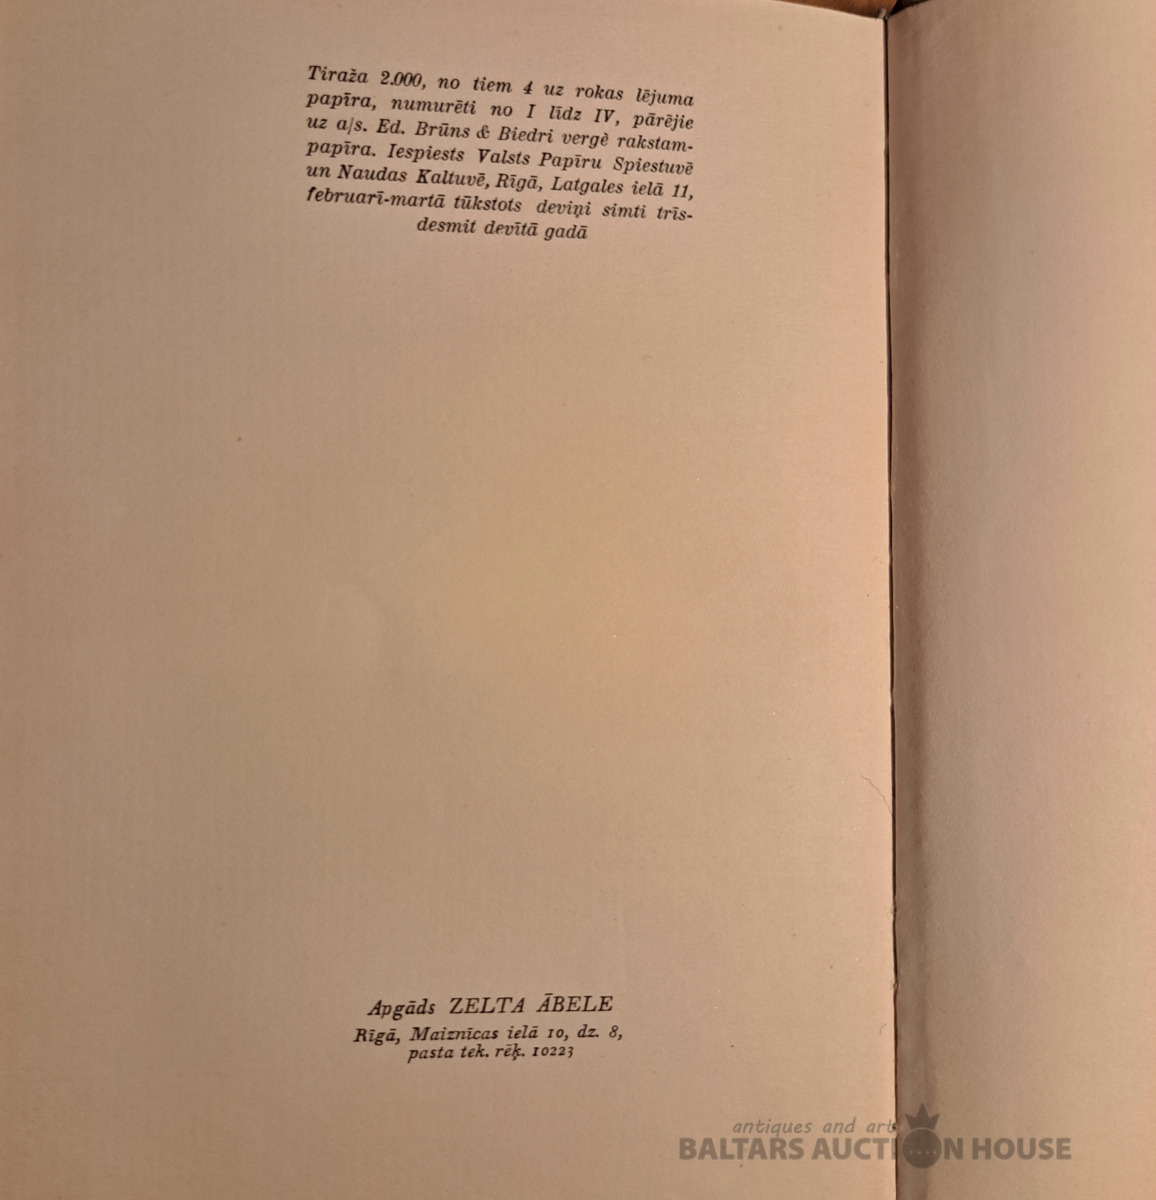 Tiraža 2.000, no tiem 4 uz rokas lējuma
papīra, numurēti no I līdz IV, pārējie
uz a/s. Ed. Brūns & Biedri vergè rakstam-
papīra. Iespiests Valsts Papīru Spiestuvē
un Naudas Kaltuvē, Rīgā, Latgales ielā 11,
februarī-martā tūkstots deviņi simti trīs-
desmit devītā gadā
Apgāds ZELTA ĀBELE
Rīgā, Maiznīcas ielā 10, dz. 8,
pasta tek. rēķ. 10223
antiques and art
BALTARS AUCTION HOUSE